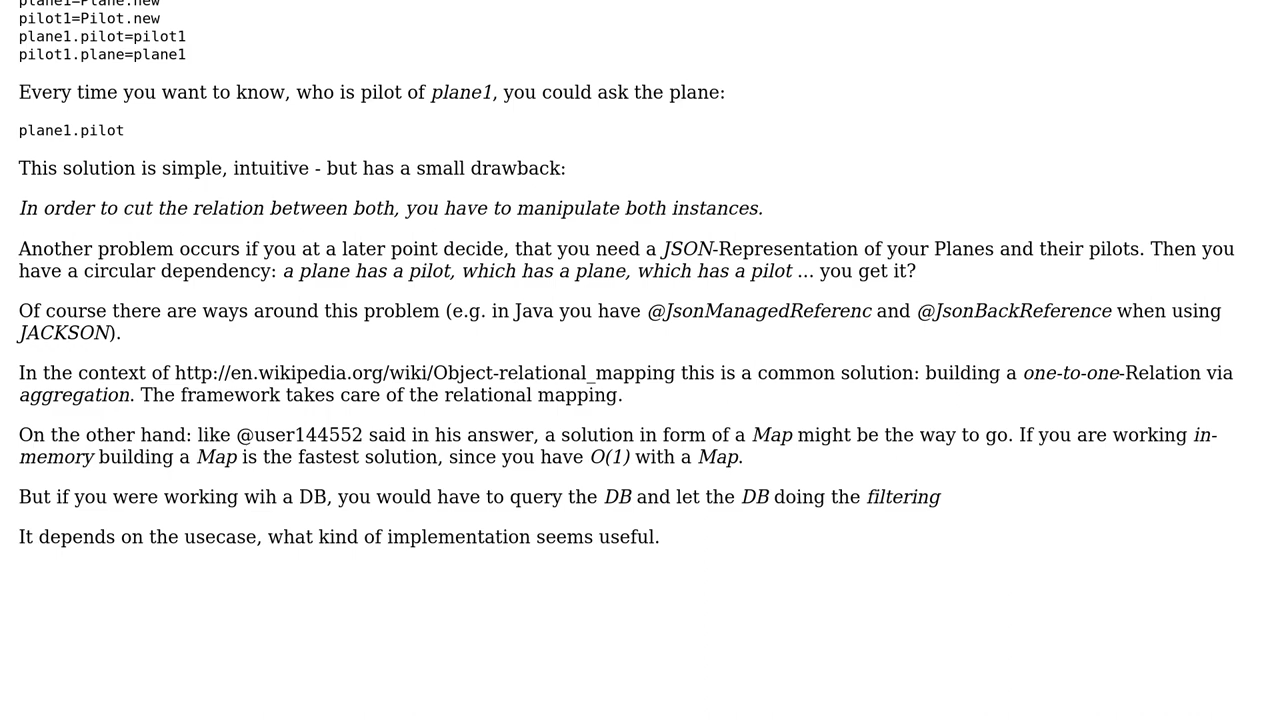 plane1=Plane.new
pilot1=Pilot.new
plane1.pilot=pilot1
pilot1.plane=plane1
Every time you want to know, who is pilot of plane1, you could ask the plane:
plane1.pilot
This solution is simple, intuitive - but has a small drawback:
In order to cut the relation between both, you have to manipulate both instances.
Another problem occurs if you at a later point decide, that you need a JSON-Representation of your Planes and their pilots. Then you
have a circular dependency: a plane has a pilot, which has a plane, which has a pilot ... you get it?
Of course there are ways around this problem (e.g. in Java you have @JsonManagedReferenc and @JsonBackReference when using
JACKSON).
In the context of http://en.wikipedia.org/wiki/Object-relational_mapping this is a common solution: building a one-to-one-Relation via
aggregation. The framework takes care of the relational mapping.
On the other hand: like @user144552 said in his answer, a solution in form of a Map might be the way to go. If you are working in-
memory building a Map is the fastest solution, since you have O(1) with a Map.
But if you were working wih a DB, you would have to query the DB and let the DB doing the filtering
It depends on the usecase, what kind of implementation seems useful.